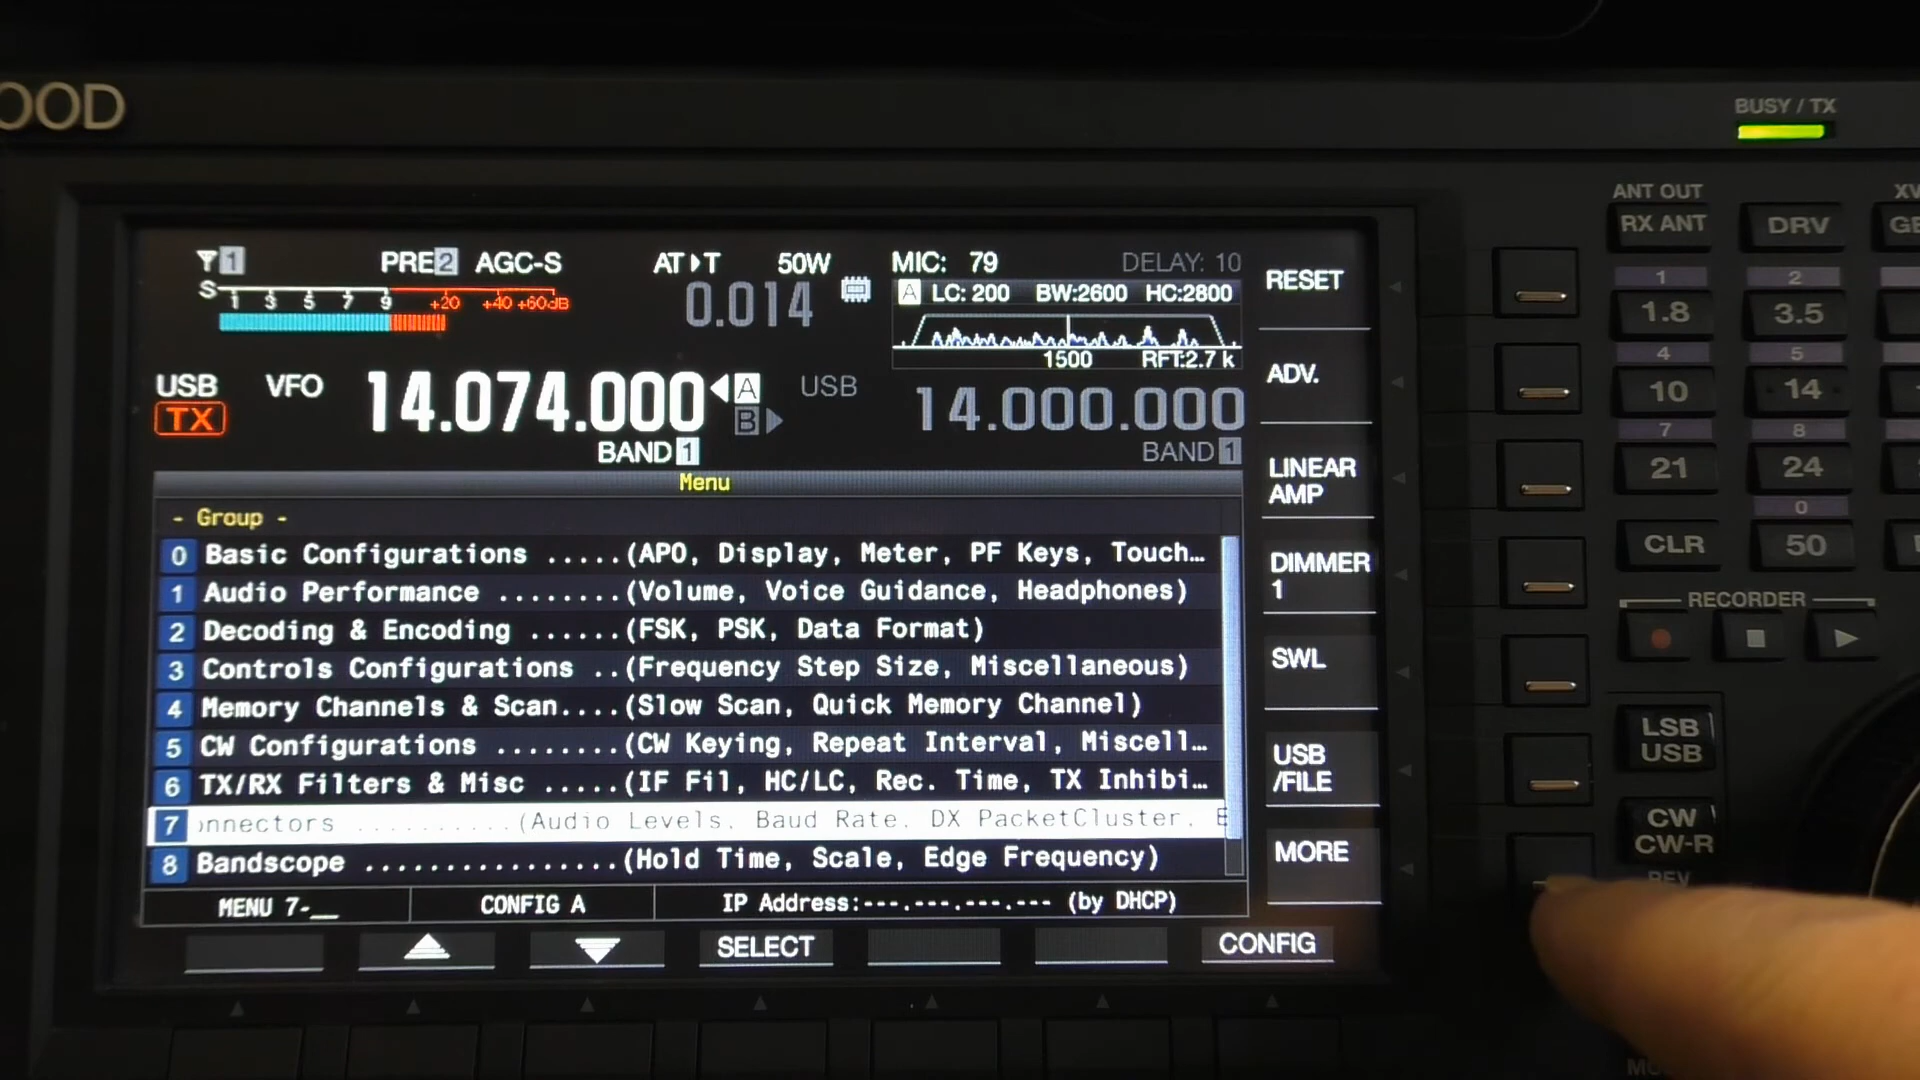 OOD
BUSY / TX
ANT OUT
RX ANT DRV
1 PRE2 AGC-S AT T 50W MIC: 79 DELAY: 10
S 1 3 5 7 9 +20 +40 +60dB
0.014
A LC: 200 BW:2600 HC:2800
1500 RFT:2.7 k
USB VFO 14.074.000 A USB 14.000.000
TX B
BAND 1 BAND 1
Menu
- Group -
0 Basic Configurations .....(APO, Display, Meter, PF Keys, Touch…
1 Audio Performance ........(Volume, Voice Guidance, Headphones)
2 Decoding & Encoding ......(FSK, PSK, Data Format)
3 Controls Configurations ..(Frequency Step Size, Miscellaneous)
4 Memory Channels & Scan....(Slow Scan, Quick Memory Channel)
5 CW Configurations ........(CW Keying, Repeat Interval, Miscell…
6 TX/RX Filters & Misc .....(IF Fil, HC/LC, Rec. Time, TX Inhibi…
7 onnectors ..........(Audio Levels, Baud Rate, DX PacketCluster, E
8 Bandscope ................(Hold Time, Scale, Edge Frequency)
MENU 7-__ CONFIG A IP Address:---.---.---.--- (by DHCP)
SELECT CONFIG
RESET
ADV.
LINEAR
AMP
DIMMER
1
SWL
USB
/FILE
MORE
1 2
1.8 3.5
4 5
10 14
7 8
21 24
0
CLR 50
RECORDER
LSB
USB
CW
CW-R
REV